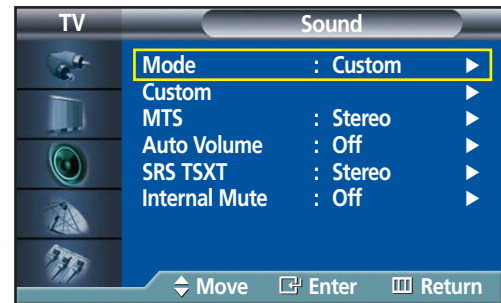 TV Sound
Mode : Custom
Custom
MTS : Stereo
Auto Volume : Off
SRS TSXT : Stereo
Internal Mute : Off
Move Enter Return